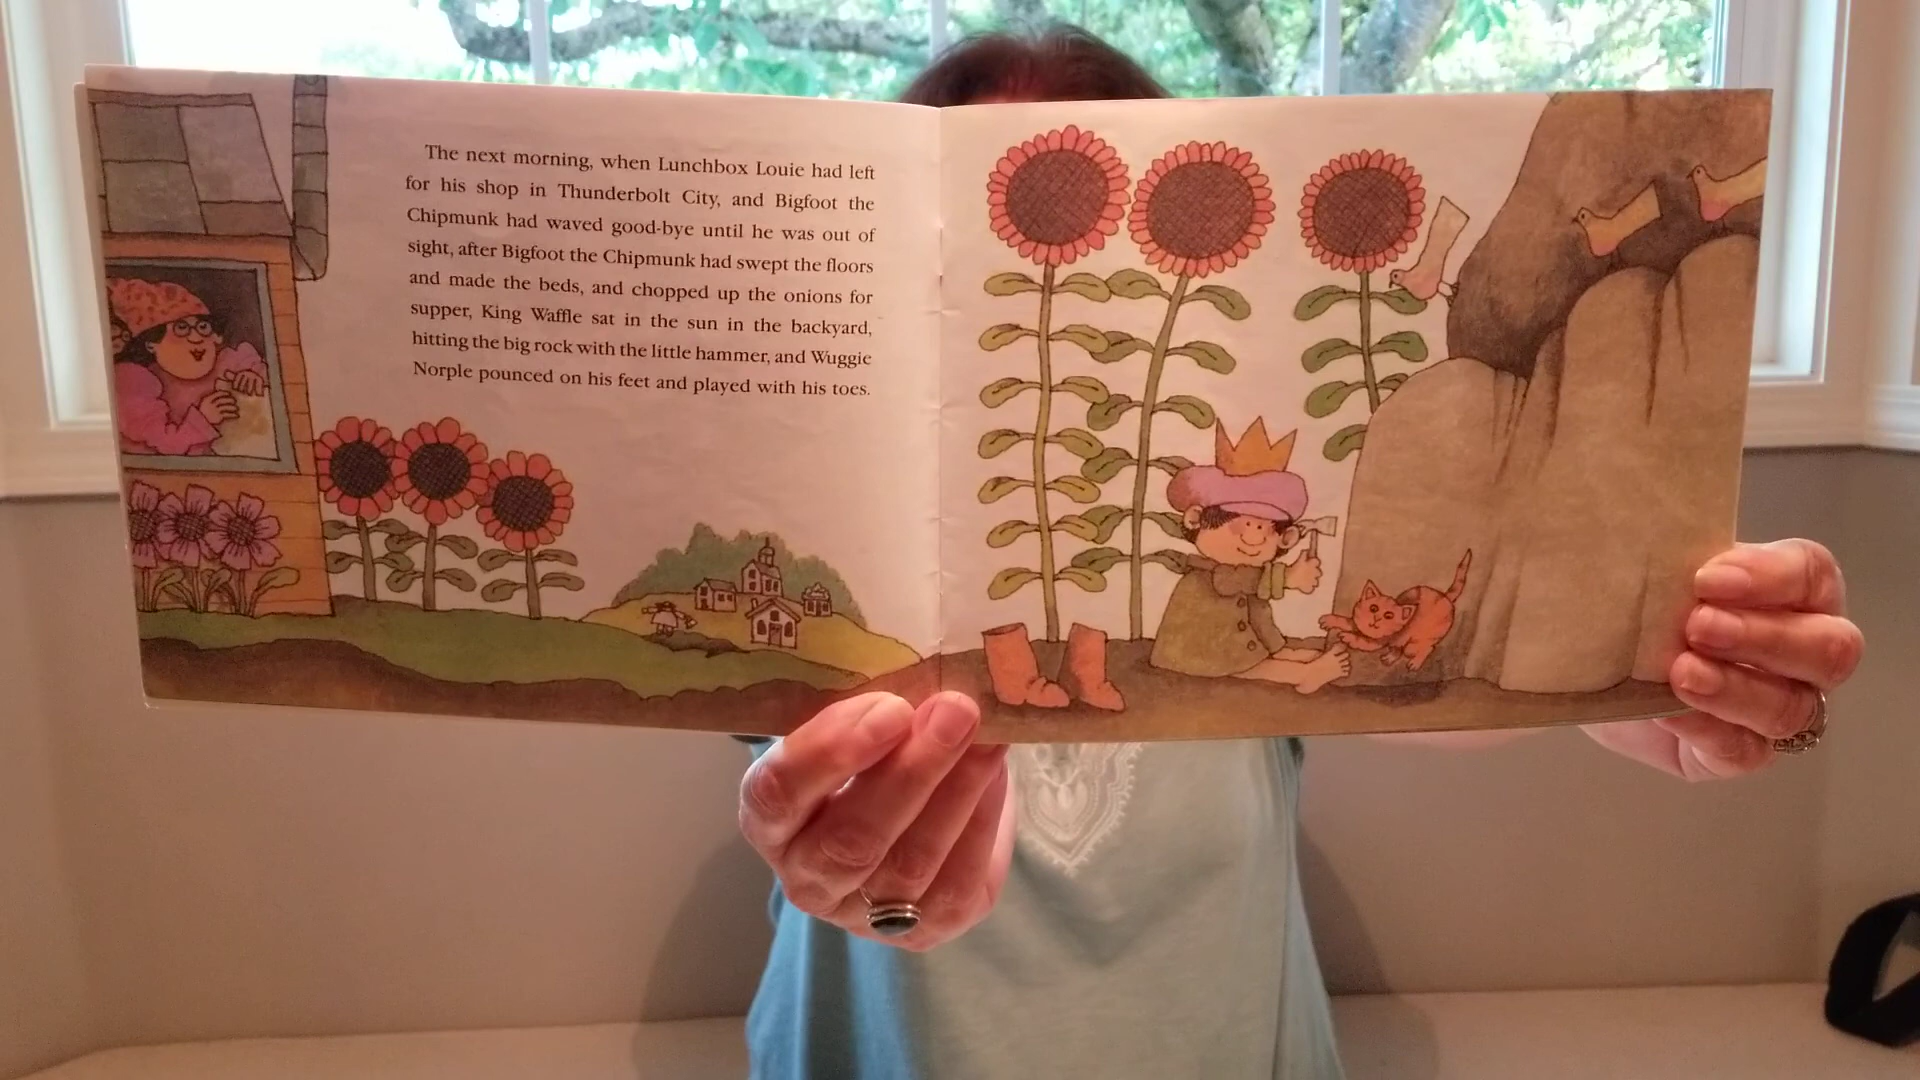 The next morning, when Lunchbox Louie had left
for his shop in Thunderbolt City, and Bigfoot the
Chipmunk had waved good-bye until he was out of
sight, after Bigfoot the Chipmunk had swept the floors
and made the beds, and chopped up the onions for
supper, King Waffle sat in the sun in the backyard,
hitting the big rock with the little hammer, and Wuggie
Norple pounced on his feet and played with his toes.